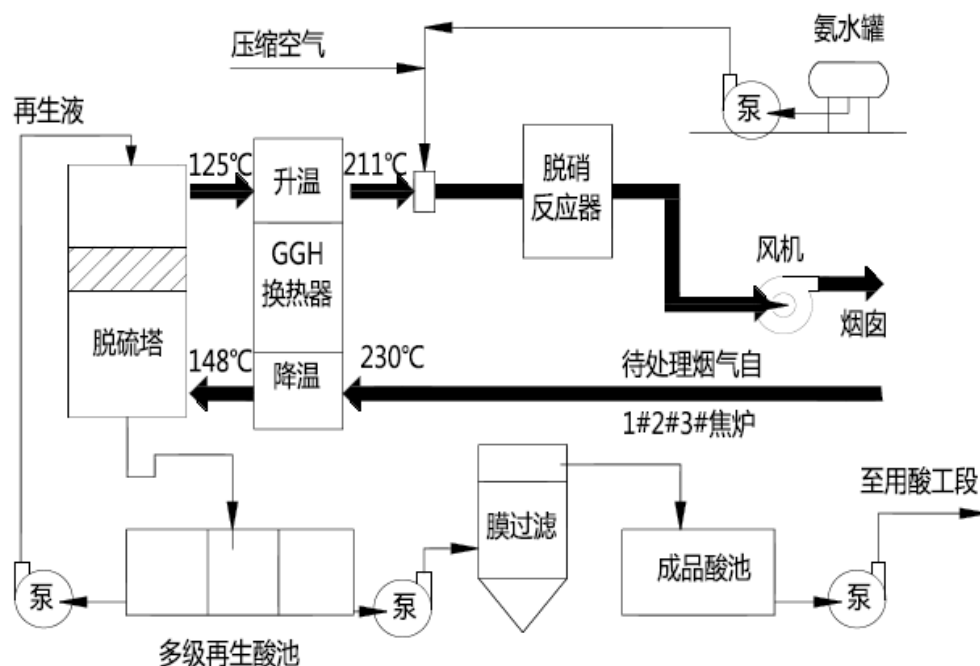 氨水罐
压缩空气
泵
再生液
125℃
升温
211℃
脱硝
反应器
GGH
换热器
风机
烟囱
脱硫塔
148℃
降温
230℃
待处理烟气自
1#2#3#焦炉
至用酸工段
膜过滤
成品酸池
泵
泵
泵
多级再生酸池